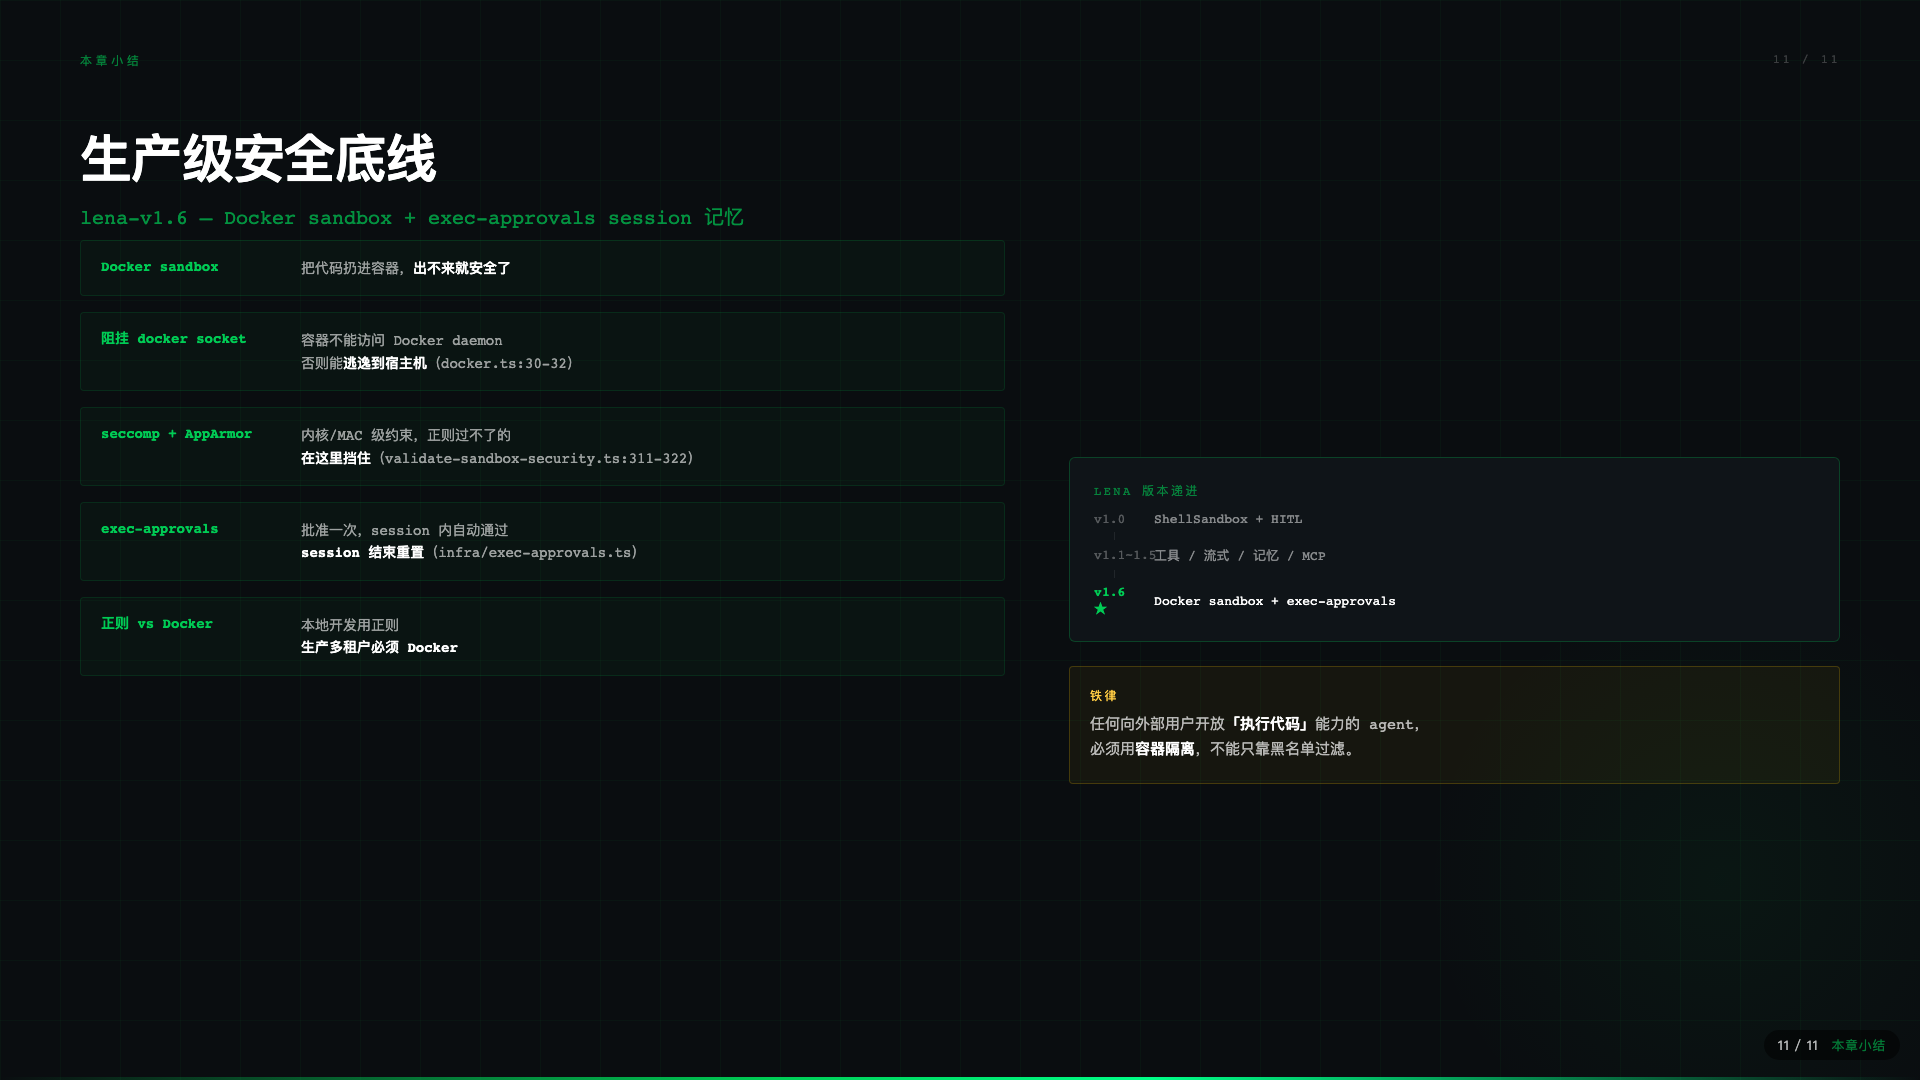 本章小结
11 / 11
生产级安全底线
lena-v1.6 — Docker sandbox + exec-approvals session 记忆
Docker sandbox
把代码扔进容器，出不来就安全了
阻挂 docker socket
容器不能访问 Docker daemon
否则能逃逸到宿主机（docker.ts:30-32）
seccomp + AppArmor
内核/MAC 级约束，正则过不了的
在这里挡住（validate-sandbox-security.ts:311-322）
exec-approvals
批准一次，session 内自动通过
session 结束重置（infra/exec-approvals.ts）
正则 vs Docker
本地开发用正则
生产多租户必须 Docker
LENA 版本递进
v1.0 ShellSandbox + HITL
v1.1-1.5 工具 / 流式 / 记忆 / MCP
v1.6 ★ Docker sandbox + exec-approvals
铁律
任何向外部用户开放「执行代码」能力的 agent，
必须用容器隔离，不能只靠黑名单过滤。
11 / 11 本章小结